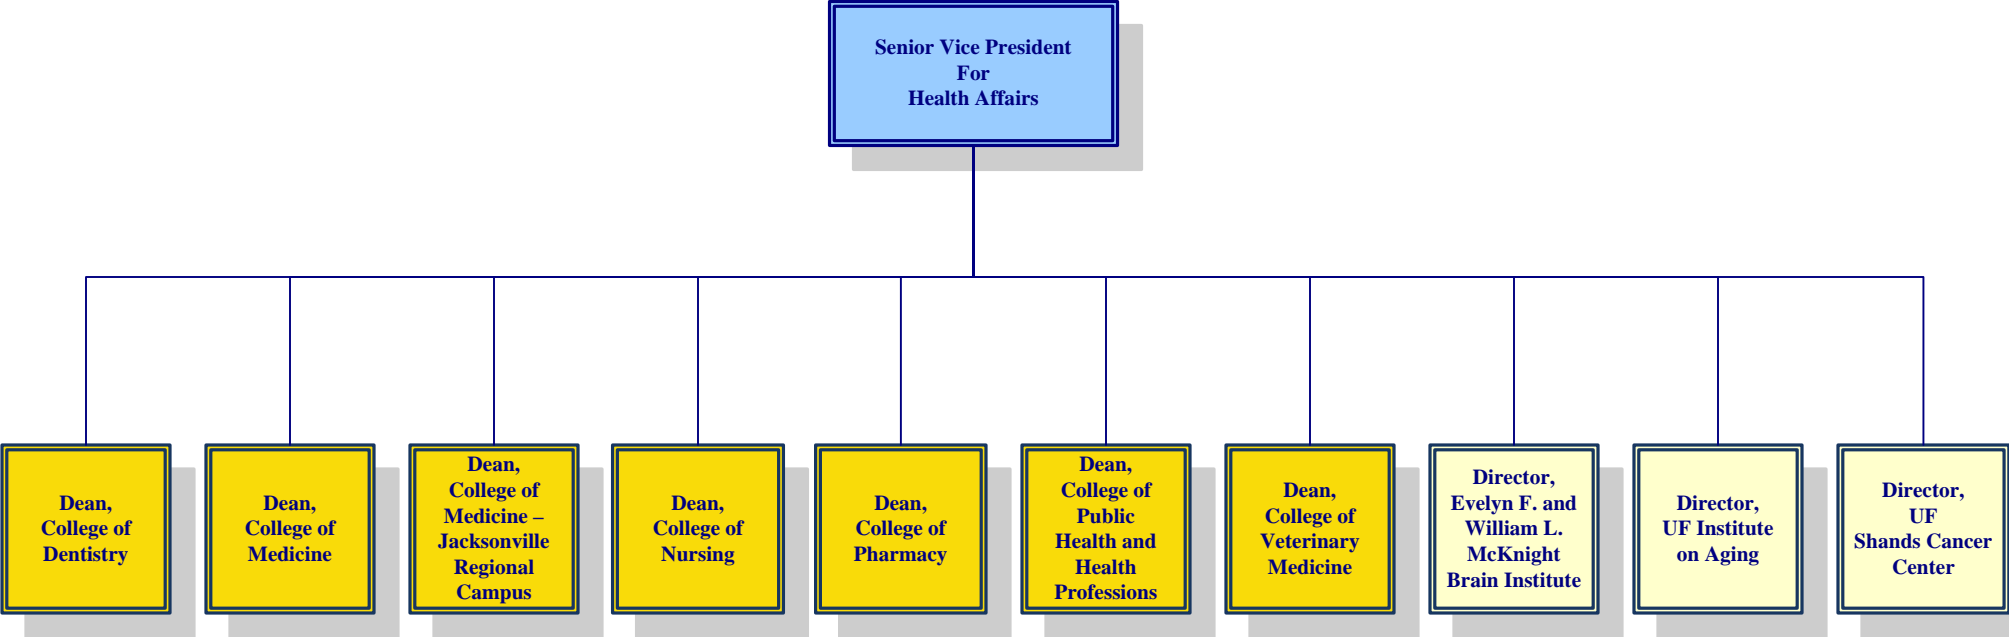 Senior Vice President
For
Health Affairs
Dean,
College of
Dentistry
Dean,
College of
Medicine
Dean,
College of
Medicine –
Jacksonville
Regional
Campus
Dean,
College of
Nursing
Dean,
College of
Pharmacy
Dean,
College of
Public
Health and
Health
Professions
Dean,
College of
Veterinary
Medicine
Director,
Evelyn F. and
William L.
McKnight
Brain Institute
Director,
UF Institute
on Aging
Director,
UF
Shands Cancer
Center